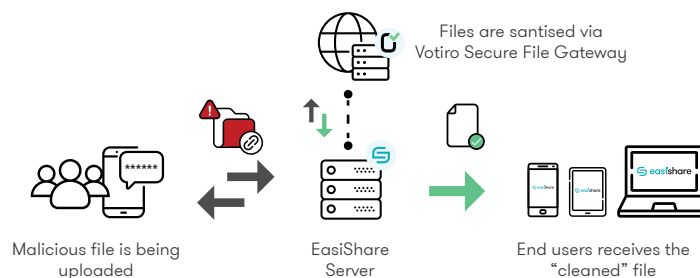 Files are santised via
Votiro Secure File Gateway
******
easishare
easishare
easishare
Malicious file is being
uploaded
EasiShare
Server
End users receives the
“cleaned” file